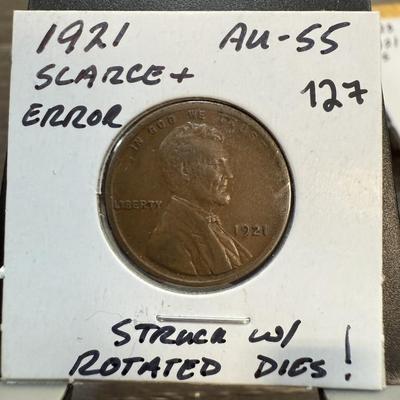 1921 AU-55
SCARCE +
ERROR 127
IN GOD WE TRUST
LIBERTY
1921
STRUCK W/
ROTATED DIES!